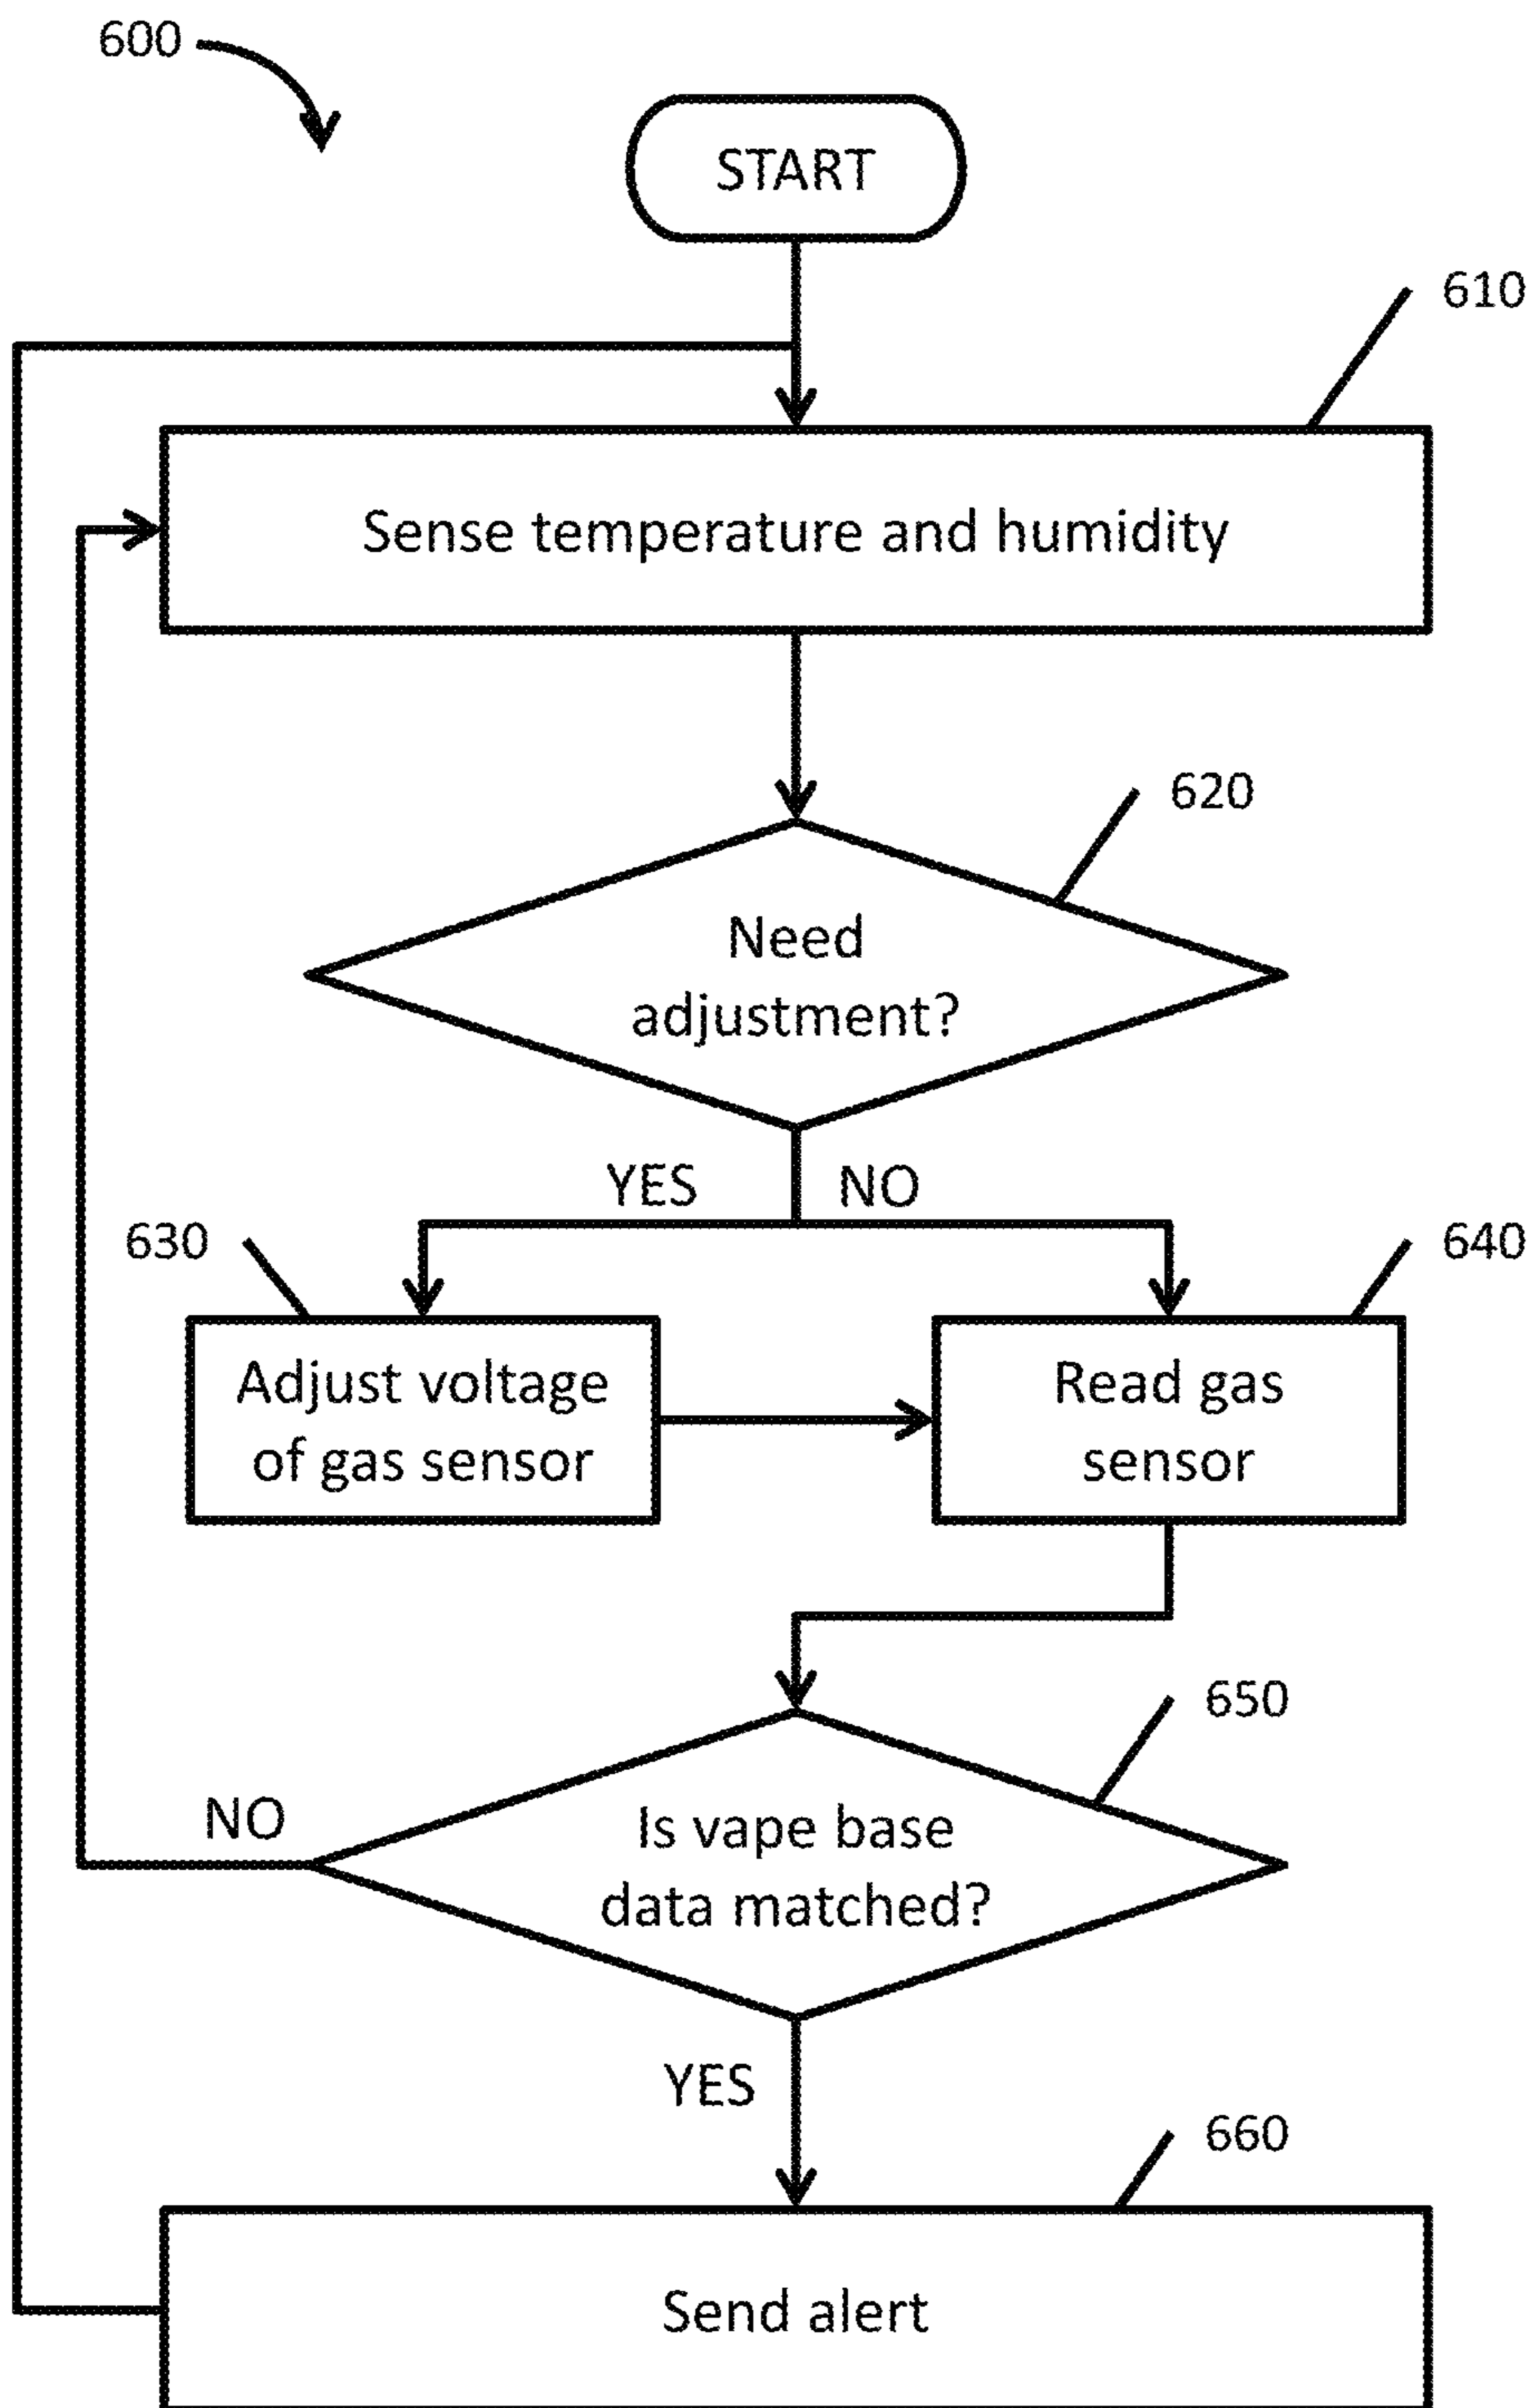 600
START
610
Sense temperature and humidity
620
Need
adjustment?
YES
NO
630
640
Adjust voltage
of gas sensor
Read gas
sensor
650
NO
Is vape base
data matched?
YES
660
Send alert